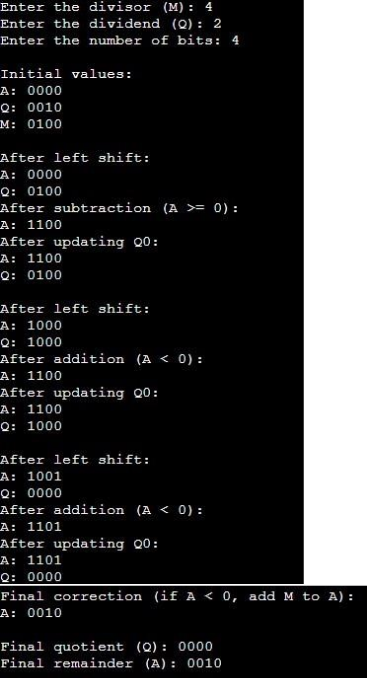 Enter the divisor (M): 4
Enter the dividend (Q): 2
Enter the number of bits: 4
Initial values:
A: 0000
Q: 0010
M: 0100
After left shift:
A: 0000
Q: 0100
After subtraction (A >= 0):
A: 1100
After updating Q0:
A: 1100
Q: 0100
After left shift:
A: 1000
Q: 1000
After addition (A < 0):
A: 1100
After updating Q0:
A: 1100
Q: 1000
After left shift:
A: 1001
Q: 0000
After addition (A < 0):
A: 1101
After updating Q0:
A: 1101
Q: 0000
Final correction (if A < 0, add M to A):
A: 0010
Final quotient (Q): 0000
Final remainder (A): 0010